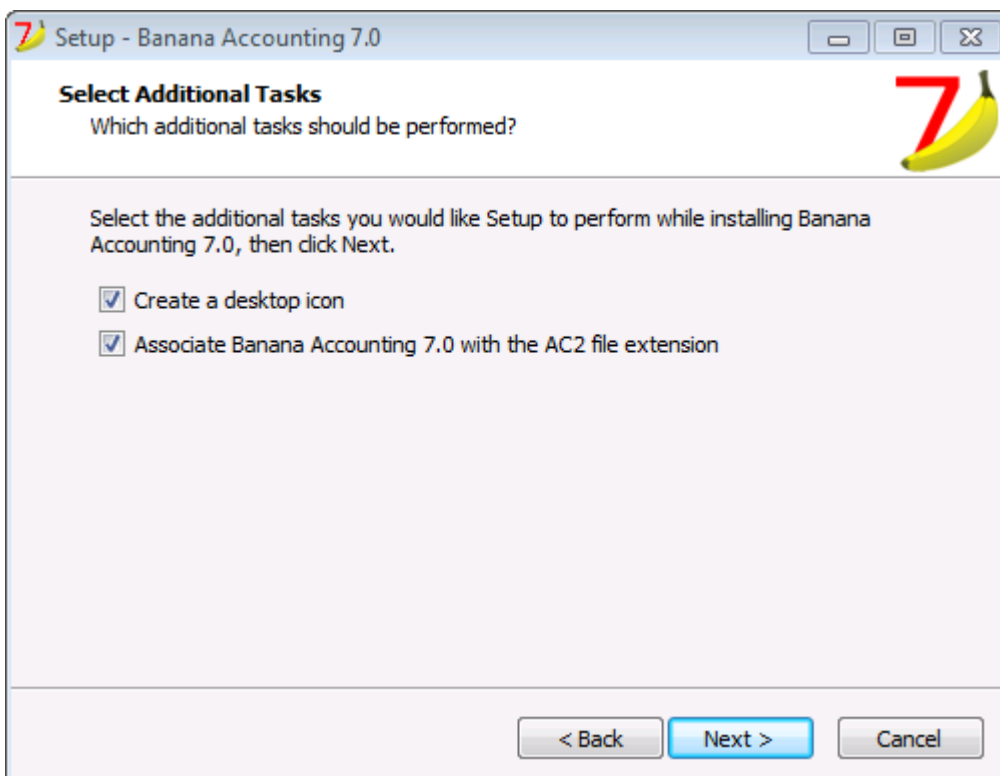 Setup - Banana Accounting 7.0
Select Additional Tasks
Which additional tasks should be performed?
7
Select the additional tasks you would like Setup to perform while installing Banana
Accounting 7.0, then click Next.
Create a desktop icon
Associate Banana Accounting 7.0 with the AC2 file extension
< Back
Next >
Cancel